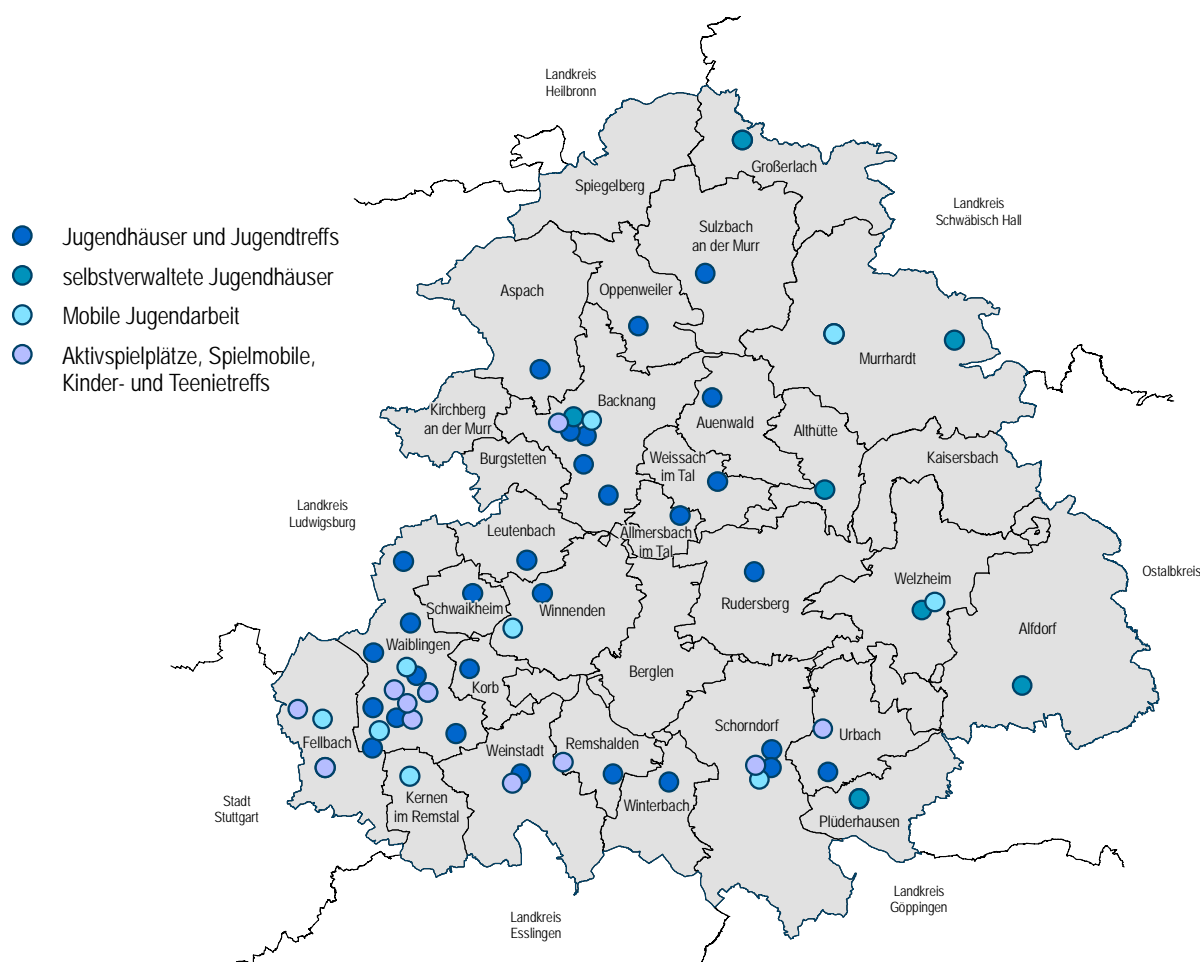 Landkreis
Heilbronn
Großerlach
Spiegelberg
Landkreis
Schwäbisch Hall
Jugendhäuser und Jugendtreffs
selbstverwaltete Jugendhäuser
Mobile Jugendarbeit
Aktivspielplätze, Spielmobile,
Kinder- und Teenietreffs
Sulzbach
an der Murr
Aspach
Oppenweiler
Murrhardt
Kirchberg
an der Murr
Backnang
Auenwald
Althütte
Burgstetten
Weissach
im Tal
Kaisersbach
Landkreis
Ludwigsburg
Leutenbach
Allmersbach
im Tal
Ostalbkreis
Schwaikheim
Winnenden
Rudersberg
Welzheim
Alfdorf
Waiblingen
Korb
Berglen
Fellbach
Weinstadt
Remshalden
Schorndorf
Urbach
Kernen
im Remstal
Winterbach
Plüderhausen
Stadt
Stuttgart
Landkreis
Esslingen
Landkreis
Göppingen